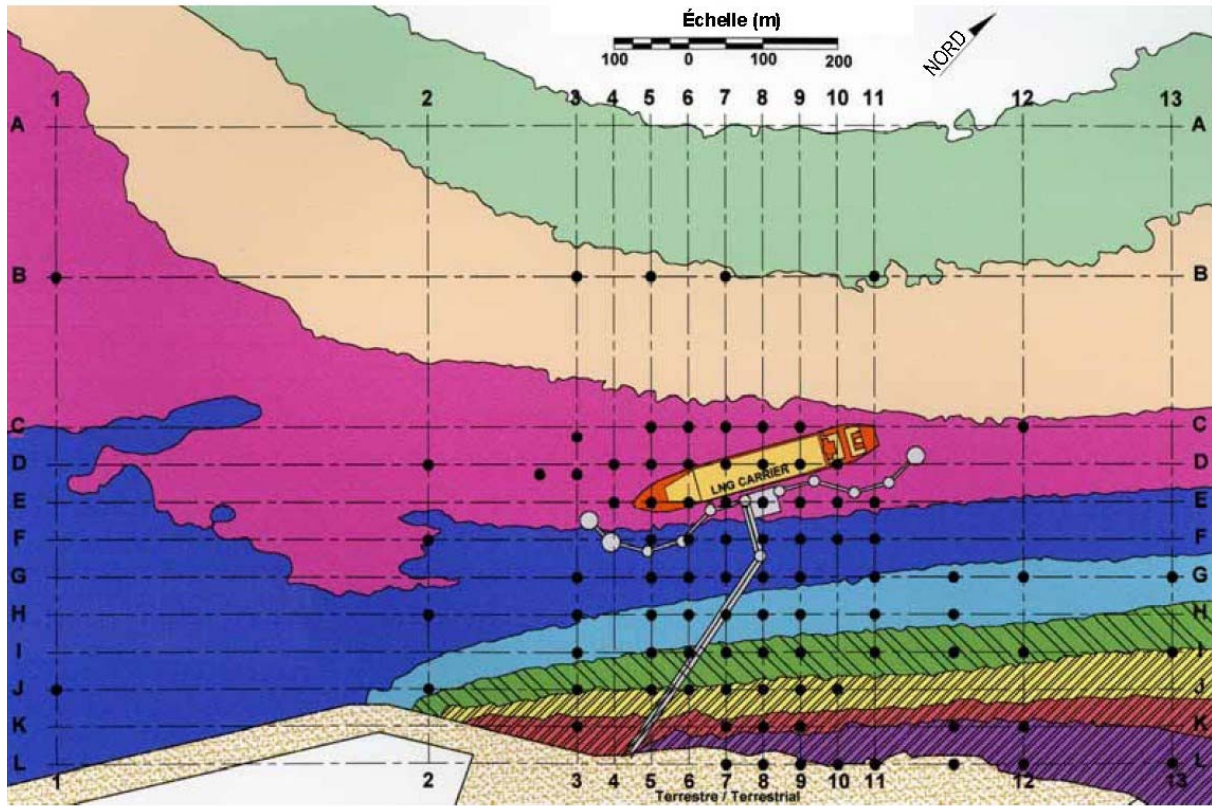 Échelle (m)
100 0 100 200
NORD
1 2 3 4 5 6 7 8 9 10 11 12 13
A A
B B
C C
D D
LNG CARRIER
E E
F F
G G
H H
I I
J J
K K
L L
1 2 3 4 5 6 7 8 9 10 11 12 13
Terrestre / Terrestrial